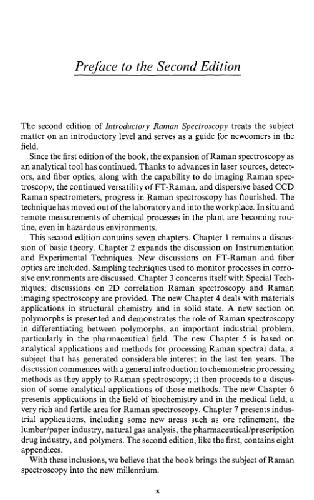 Preface to the Second Edition
The second edition of Introductory Raman Spectroscopy treats the subject
matter on an introductory level and serves as a guide for newcomers in the
field.
Since the first edition of the book, the expansion of Raman spectroscopy as
an analytical tool has continued. Thanks to advances in laser sources, detect-
ors, and fiber optics, along with the capability to do imaging Raman spec-
troscopy, the continued versatility of FT-Raman, and dispersive based CCD
Raman spectrometers, progress in Raman spectroscopy has flourished. The
technique has moved out of the laboratory and into the workplace. In situ and
remote measurements of chemical processes in the plant are becoming rou-
tine, even in hazardous environments.
This second edition contains seven chapters. Chapter 1 remains a discus-
sion of basic theory. Chapter 2 expands the discussion on Instrumentation
and Experimental Techniques. New discussions on FT-Raman and fiber
optics are included. Sampling techniques used to monitor processes in corro-
sive environments are discussed. Chapter 3 concerns itself with Special Tech-
niques; discussions on 2D correlation Raman spectroscopy and Raman
imaging spectroscopy are provided. The new Chapter 4 deals with materials
applications in structural chemistry and in solid state. A new section on
polymorphs is presented and demonstrates the role of Raman spectroscopy
in differentiating between polymorphs, an important industrial problem,
particularly in the pharmaceutical field. The new Chapter 5 is based on
analytical applications and methods for processing Raman spectral data, a
subject that has generated considerable interest in the last ten years. The
discussion commences with a general introduction to chemometric processing
methods as they apply to Raman spectroscopy; it then proceeds to a discus-
sion of some analytical applications of those methods. The new Chapter 6
presents applications in the field of biochemistry and in the medical field, a
very rich and fertile area for Raman spectroscopy. Chapter 7 presents indus-
trial applications, including some new areas such as ore refinement, the
lumber/paper industry, natural gas analysis, the pharmaceutical/prescription
drug industry, and polymers. The second edition, like the first, contains eight
appendices.
With these inclusions, we believe that the book brings the subject of Raman
spectroscopy into the new millennium.
x